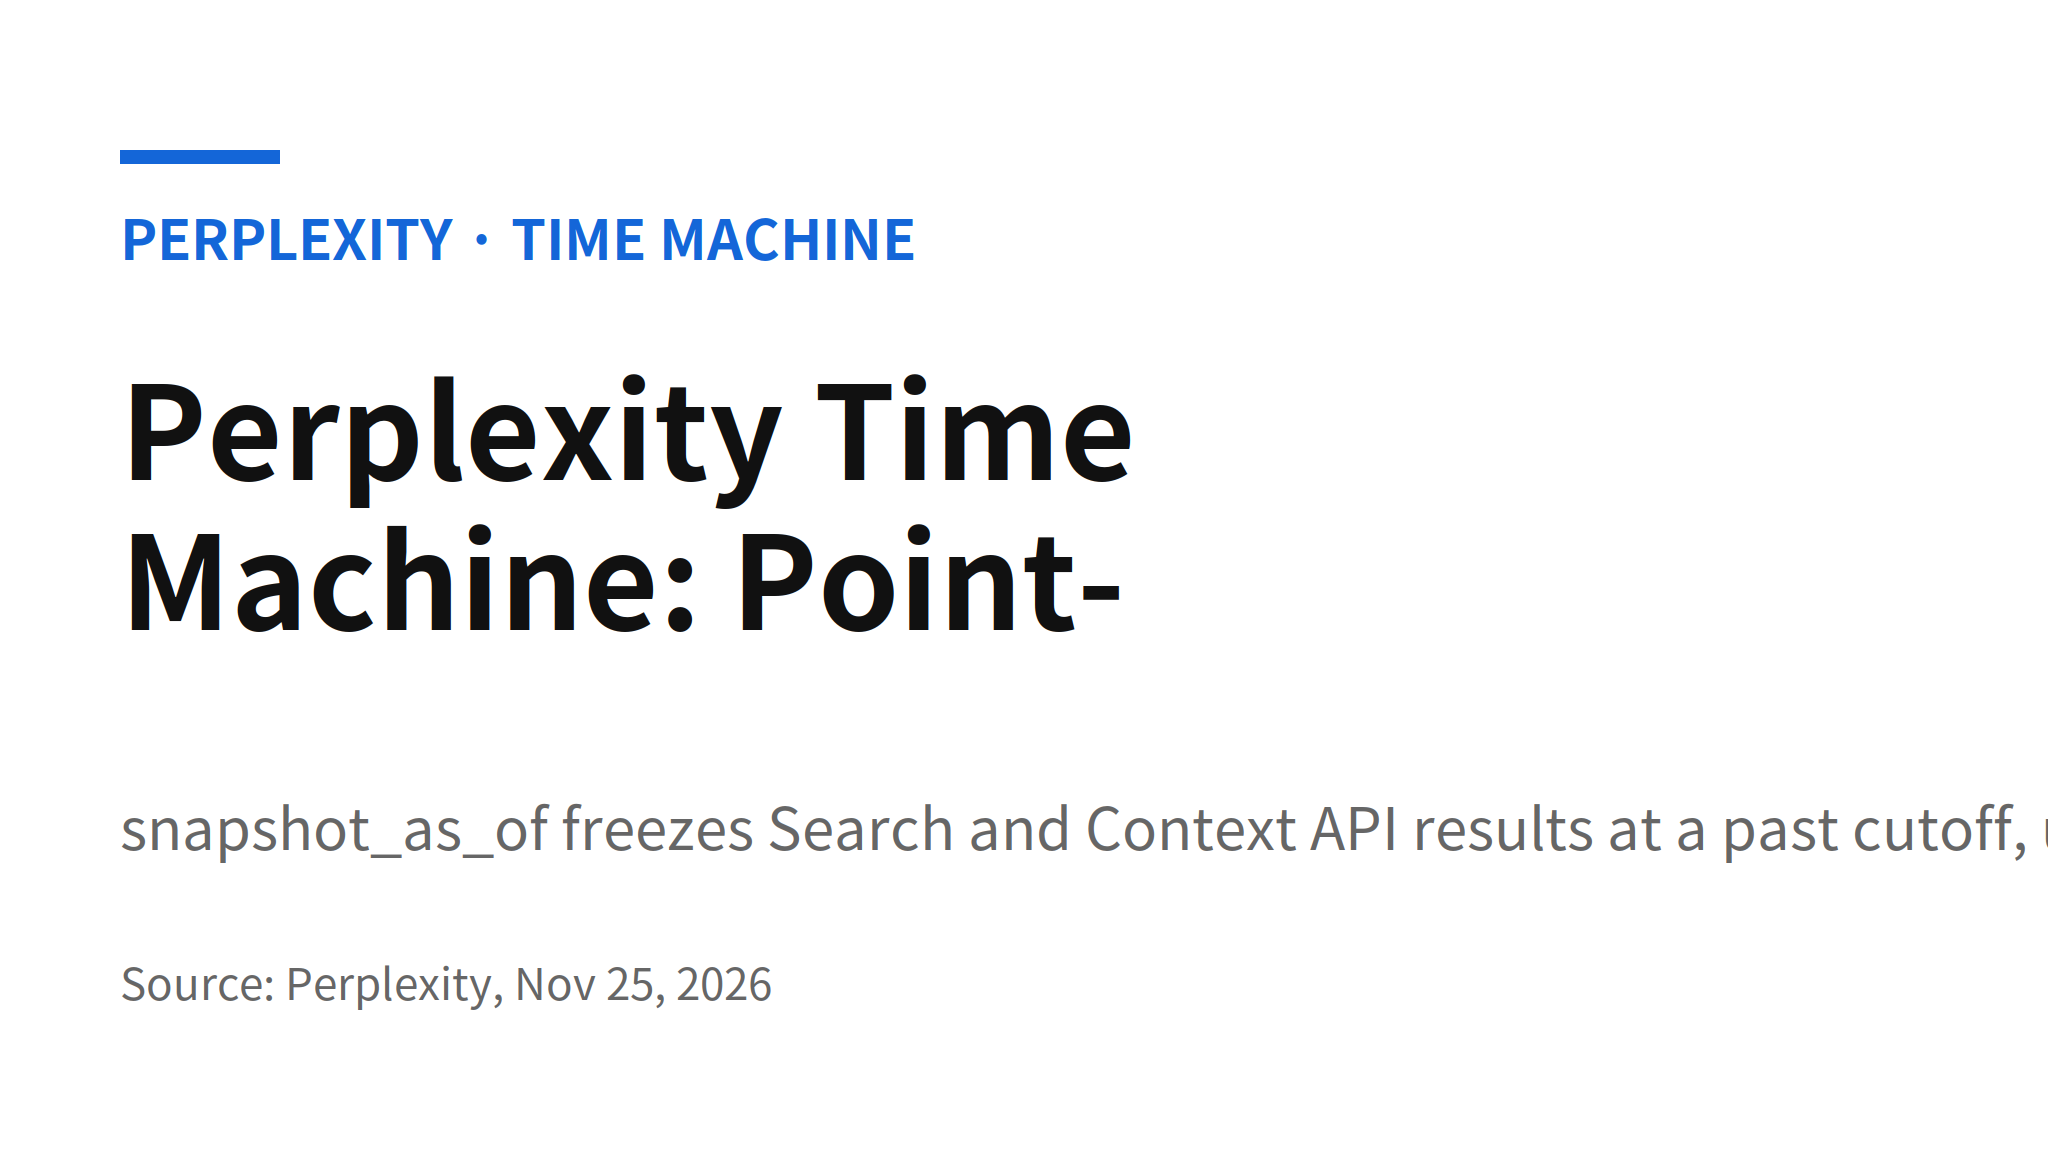 PERPLEXITY · TIME MACHINE
Perplexity Time
Machine: Point-
snapshot_as_of freezes Search and Context API results at a past cutoff,
Source: Perplexity, Nov 25, 2026